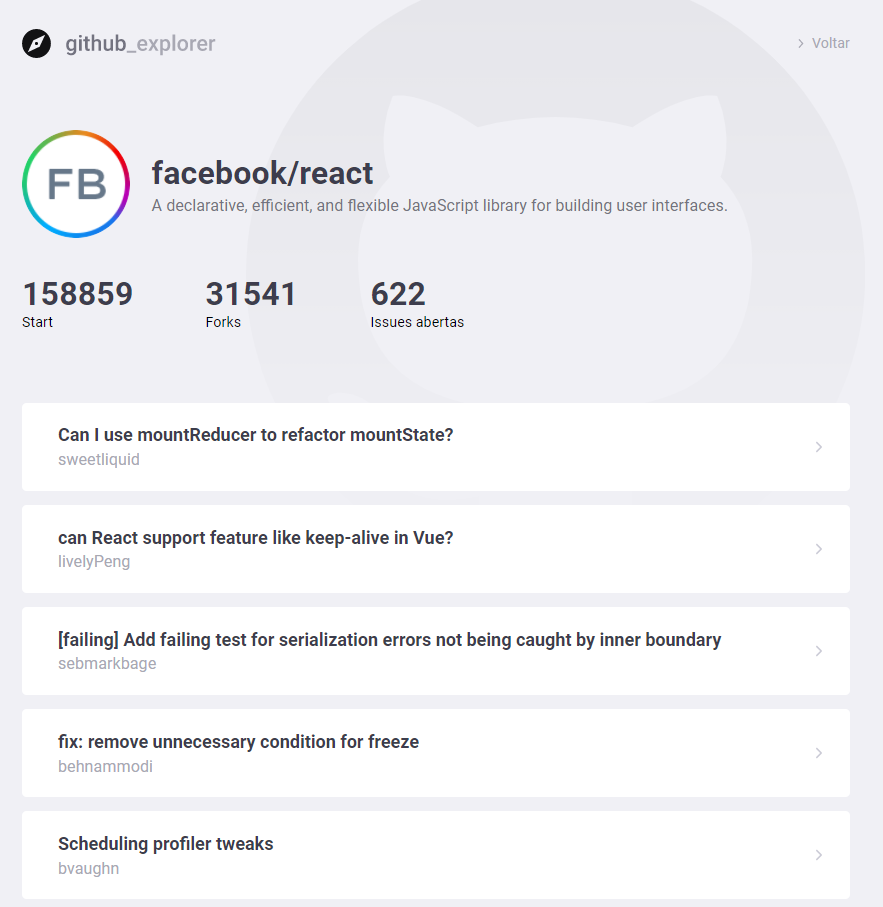 github_explorer
Voltar
FB
facebook/react
A declarative, efficient, and flexible JavaScript library for building user interfaces.
158859 31541 622
Start Forks Issues abertas
Can I use mountReducer to refactor mountState?
sweetliquid
can React support feature like keep-alive in Vue?
livelyPeng
[failing] Add failing test for serialization errors not being caught by inner boundary
sebmarkbage
fix: remove unnecessary condition for freeze
behnammodi
Scheduling profiler tweaks
bvaughn